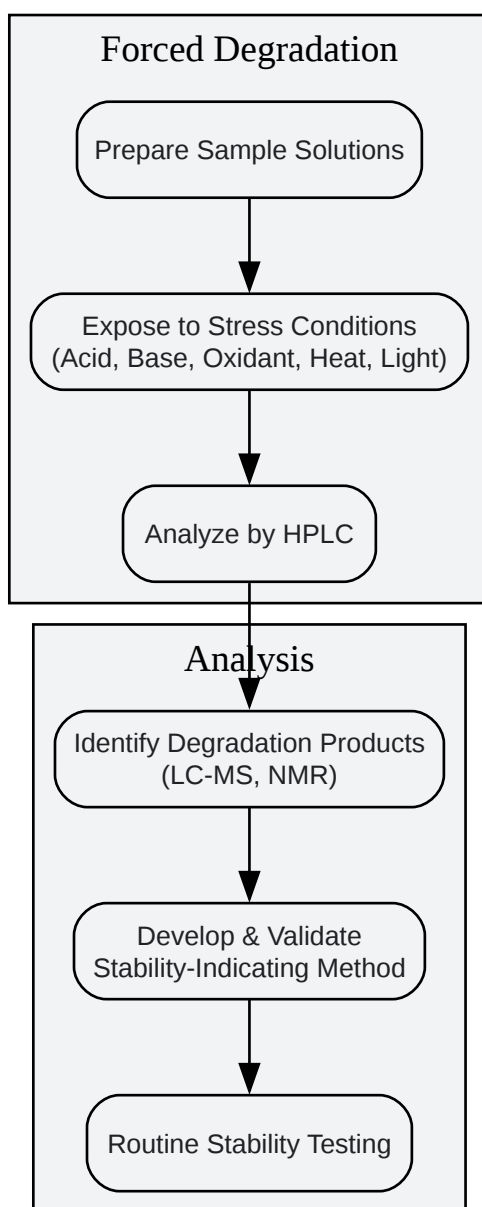 Forced Degradation
Prepare Sample Solutions
Expose to Stress Conditions
(Acid, Base, Oxidant, Heat, Light)
Analyze by HPLC
Analysis
Identify Degradation Products
(LC-MS, NMR)
Develop & Validate
Stability-Indicating Method
Routine Stability Testing